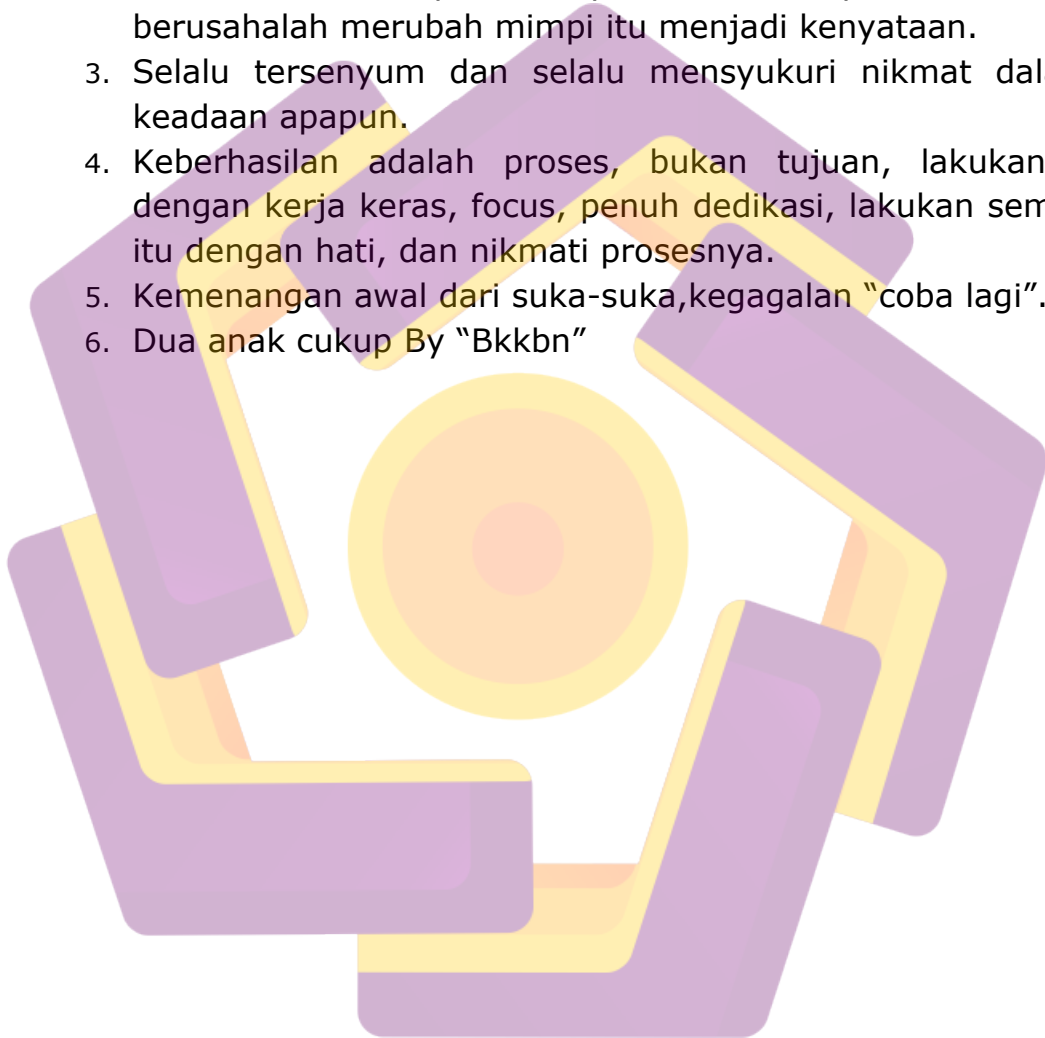 berusahalah merubah mimpi itu menjadi kenyataan.
3. Selalu tersenyum dan selalu mensyukuri nikmat
keadaan apapun.
4. Keberhasilan adalah proses, bukan tujuan, lakukan
dengan kerja keras, focus, penuh dedikasi, lakukan
itu dengan hati, dan nikmati prosesnya.
5. Kemenangan awal dari suka-suka,kegagalan “coba lagi”.
6. Dua anak cukup By “Bkkbn”